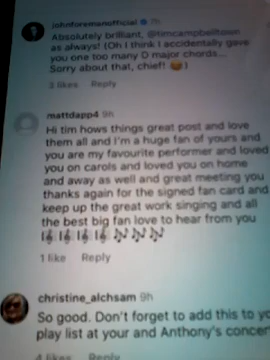 johnforemanofficial 7h
Absolutely brilliant, @timcampbelltown
as always! (Oh I think I accidentally gave
you one too many D major chords...
Sorry about that, chief! 😂)
3 likes Reply
mattdapp4 9h
Hi tim hows things great post and love
them all and I'm a huge fan of yours and
you are my favourite performer and loved
you on carols and loved you on home
and away as well and great meeting you
thanks again for the signed fan card and
keep up the great work singing and all
the best big fan love to hear from you
🎼🎼🎼🎼🎶🎶🎶
1 like Reply
christine_alchsam 9h
So good. Don't forget to add this to yo
play list at your and Anthony's concer
4 likes Reply